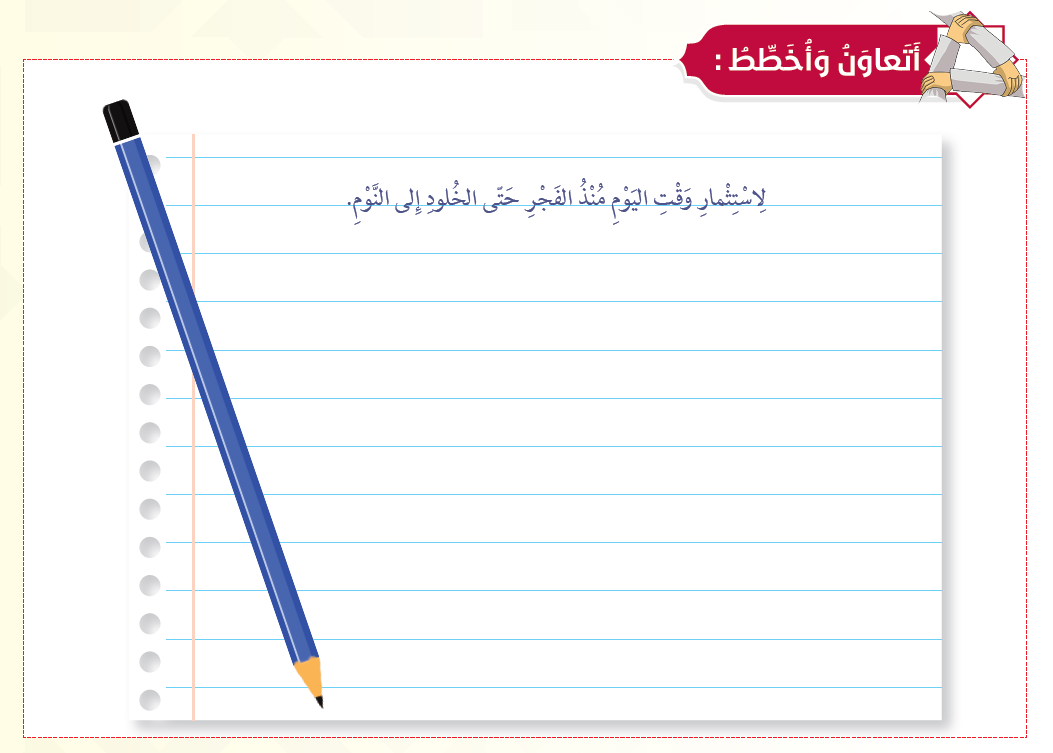 أَتَعاوَنُ وَأُخَطِّطُ :
لِاسْتِثْمارِ وَقْتِ اليَوْمِ مُنْذُ الفَجْرِ حَتّى الخُلودِ إِلى النَّوْمِ.